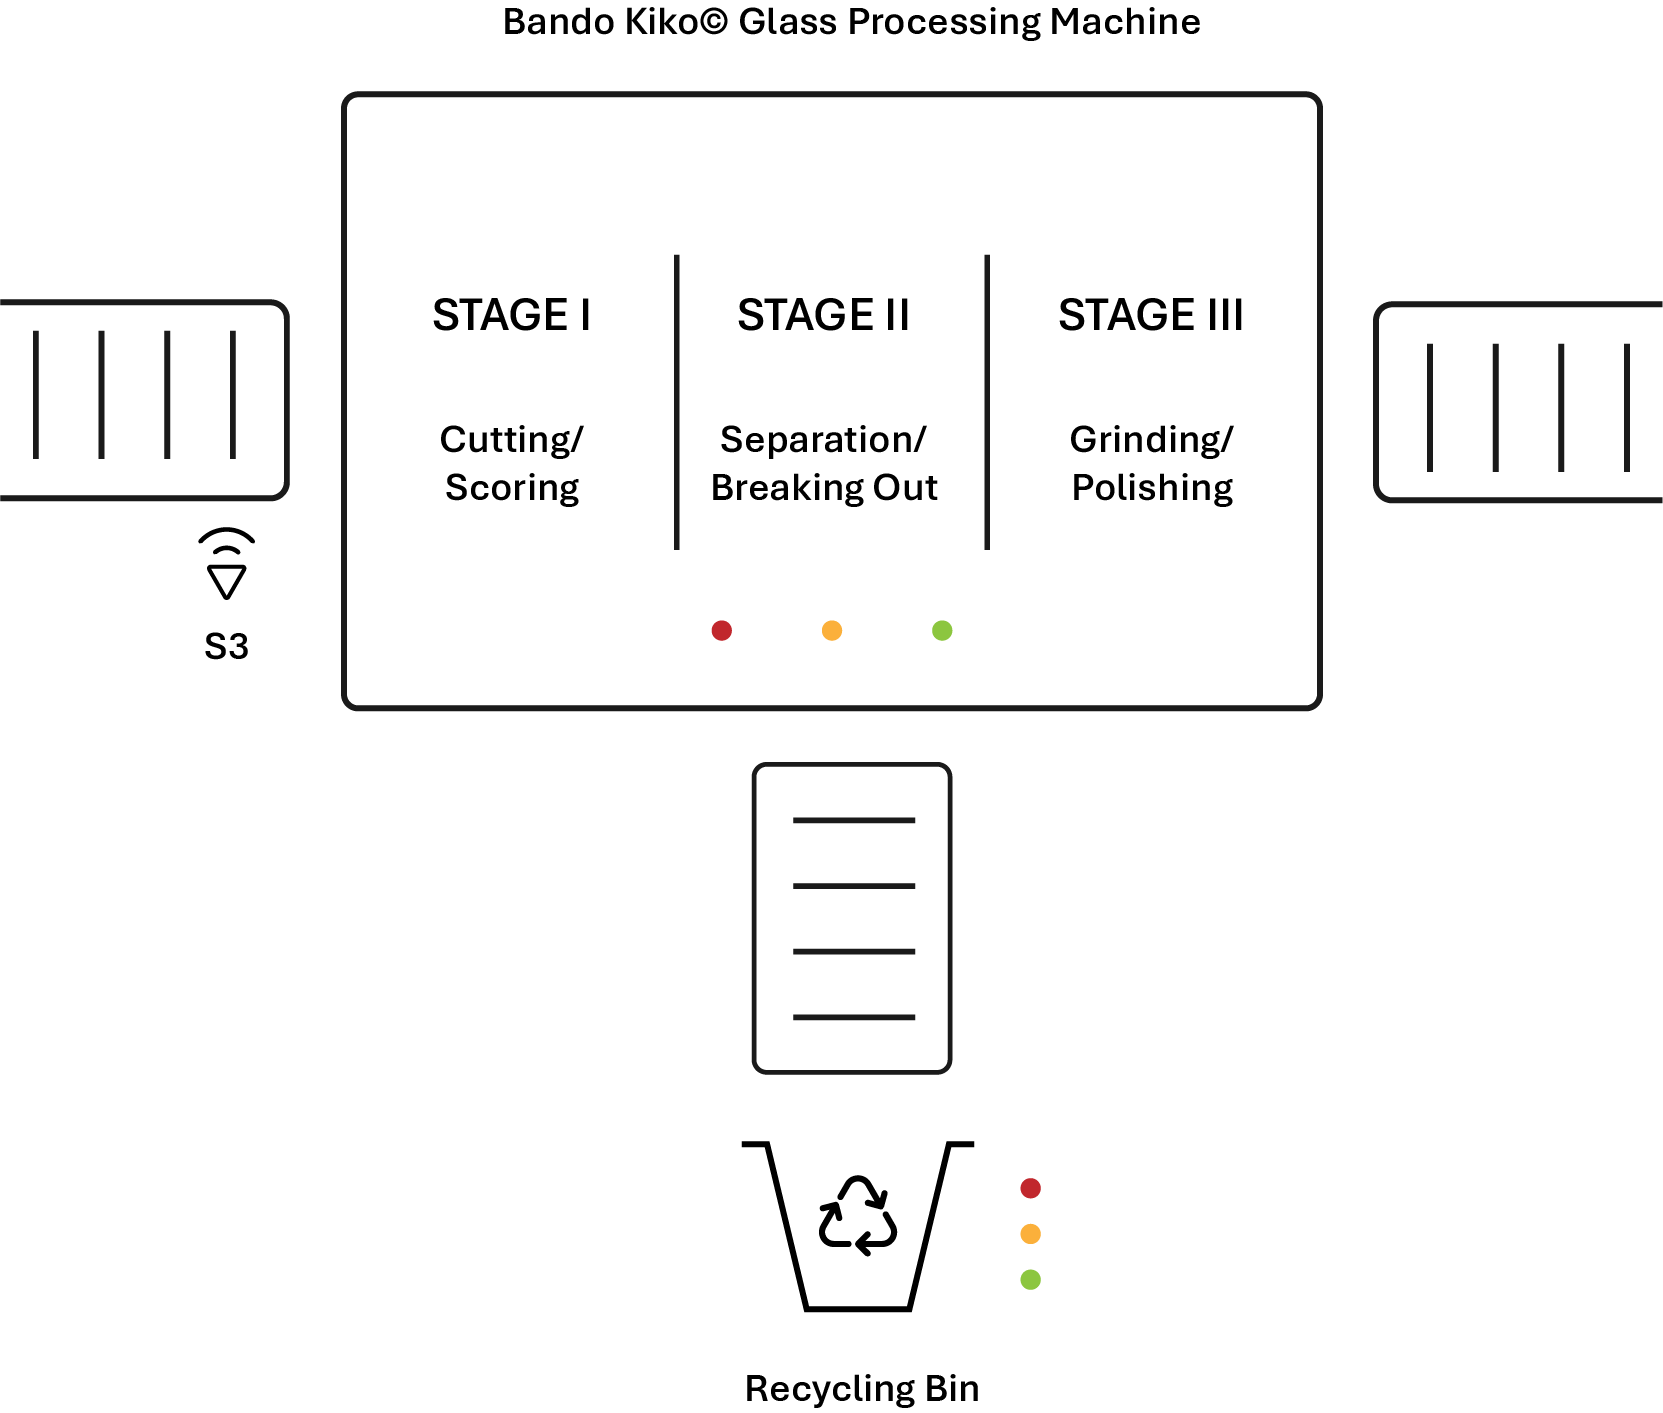 Bando Kiko© Glass Processing Machine
STAGE I
STAGE II
STAGE III
Cutting/
Scoring
Separation/
Breaking Out
Grinding/
Polishing
S3
Recycling Bin